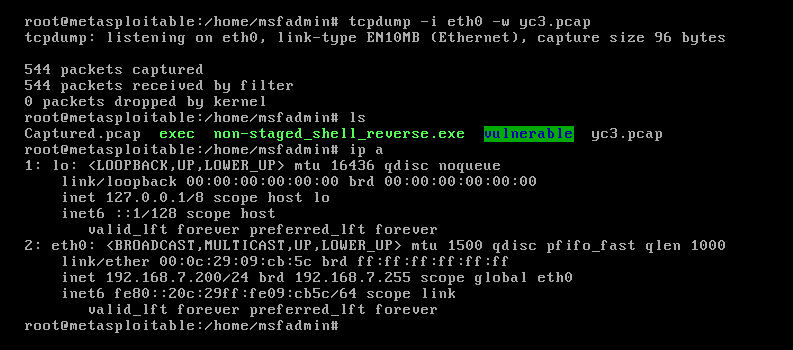 root@metasploitable:/home/msfadmin# tcpdump -i eth0 -w yc3.pcap
tcpdump: listening on eth0, link-type EN10MB (Ethernet), capture size 96 bytes
544 packets captured
544 packets received by filter
0 packets dropped by kernel
root@metasploitable:/home/msfadmin# ls
Captured.pcap  exec  non-staged_shell_reverse.exe  vulnerable  yc3.pcap
root@metasploitable:/home/msfadmin# ip a
1: lo: <LOOPBACK,UP,LOWER_UP> mtu 16436 qdisc noqueue
    link/loopback 00:00:00:00:00:00 brd 00:00:00:00:00:00
    inet 127.0.0.1/8 scope host lo
    inet6 ::1/128 scope host
       valid_lft forever preferred_lft forever
2: eth0: <BROADCAST,MULTICAST,UP,LOWER_UP> mtu 1500 qdisc pfifo_fast qlen 1000
    link/ether 00:0c:29:09:cb:5c brd ff:ff:ff:ff:ff:ff
    inet 192.168.7.200/24 brd 192.168.7.255 scope global eth0
    inet6 fe80::20c:29ff:fe09:cb5c/64 scope link
       valid_lft forever preferred_lft forever
root@metasploitable:/home/msfadmin#